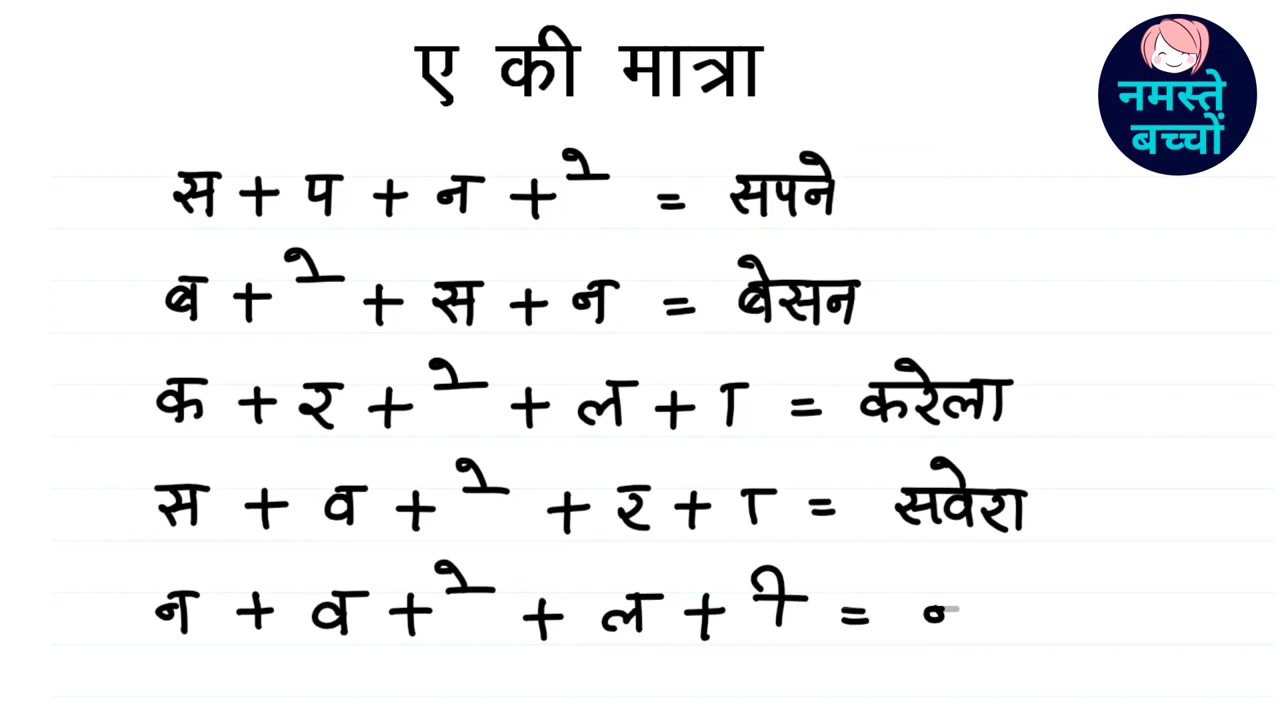 ए की मात्रा
नमस्ते
बच्चों
स + प + न + े = सपने
ब + े + स + न = बेसन
क + र + े + ल + ा = करेला
स + व + े + र + ा = सवेरा
न + व + े + ल + ी =